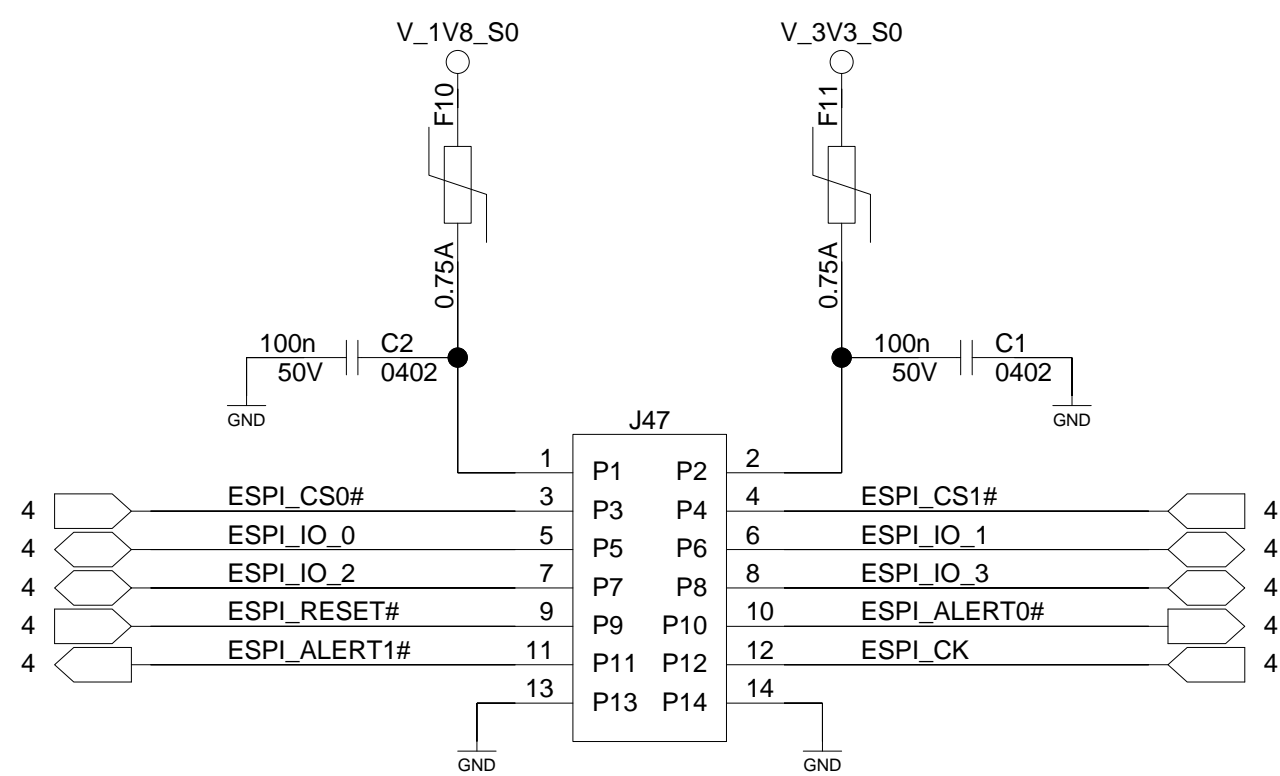 V_1V8_S0 V_3V3_S0
F10 F11
0.75A 0.75A
100n C2 100n C1
50V 0402 50V 0402
GND GND
J47
1 P1 P2 2
4 ESPI_CS0# 3 P3 P4 4 ESPI_CS1# 4
4 ESPI_IO_0 5 P5 P6 6 ESPI_IO_1 4
4 ESPI_IO_2 7 P7 P8 8 ESPI_IO_3 4
4 ESPI_RESET# 9 P9 P10 10 ESPI_ALERT0# 4
4 ESPI_ALERT1# 11 P11 P12 12 ESPI_CK 4
13 P13 P14 14
GND GND